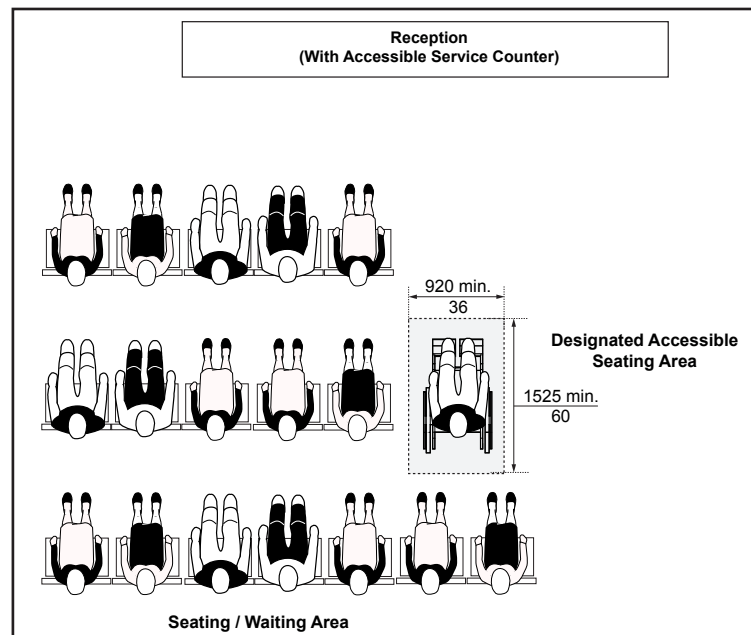 Reception
(With Accessible Service Counter)
920 min.
36
Designated Accessible
Seating Area
1525 min.
60
Seating / Waiting Area